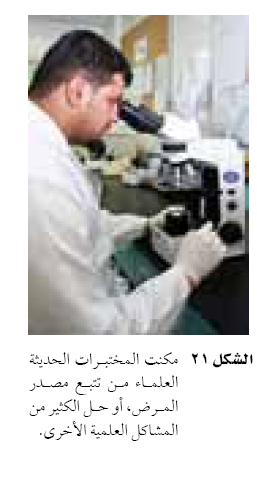 الشكل ٢١ مكنت المختبرات الحديثة
العلماء من تتبع مصدر
المرض، أو حل الكثير من
المشاكل العلمية الأخرى.